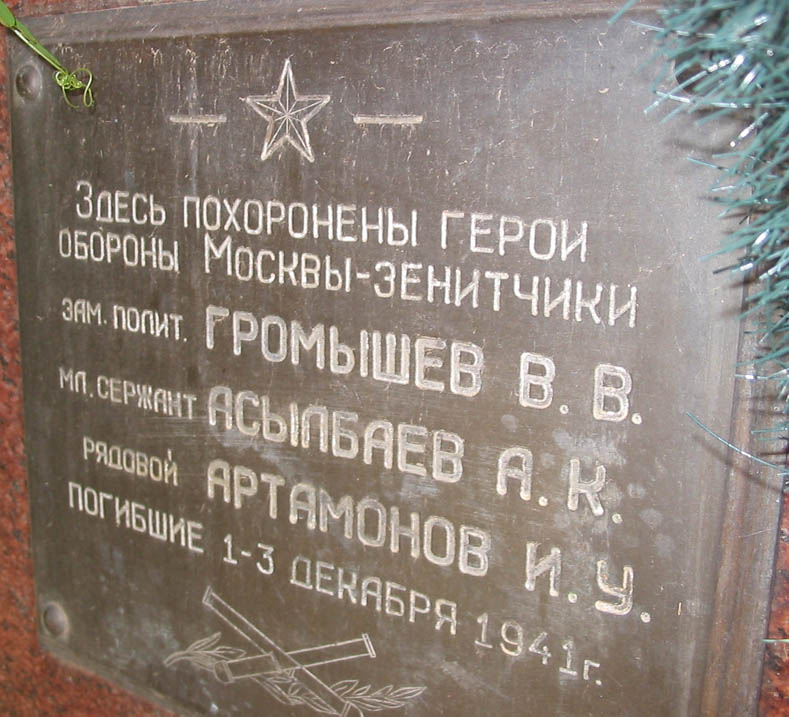 Здесь похоронены герои
обороны Москвы-зенитчики
зам. полит. ГРОМЫШЕВ В. В.
мл. сержант АСЫЛБАЕВ А. К.
рядовой АРТАМОНОВ И. У.
погибшие 1-3 декабря 1941г.